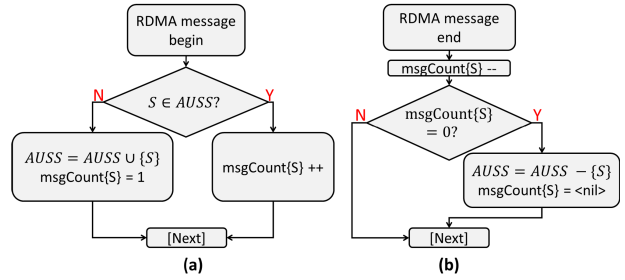 RDMA message
begin
S ∈ AUSS?
N
Y
AUSS = AUSS ∪ {S}
msgCount{S} = 1
msgCount{S} ++
[Next]
(a)
RDMA message
end
msgCount{S} --
N
Y
msgCount{S}
= 0?
AUSS = AUSS − {S}
msgCount{S} = <nil>
[Next]
(b)